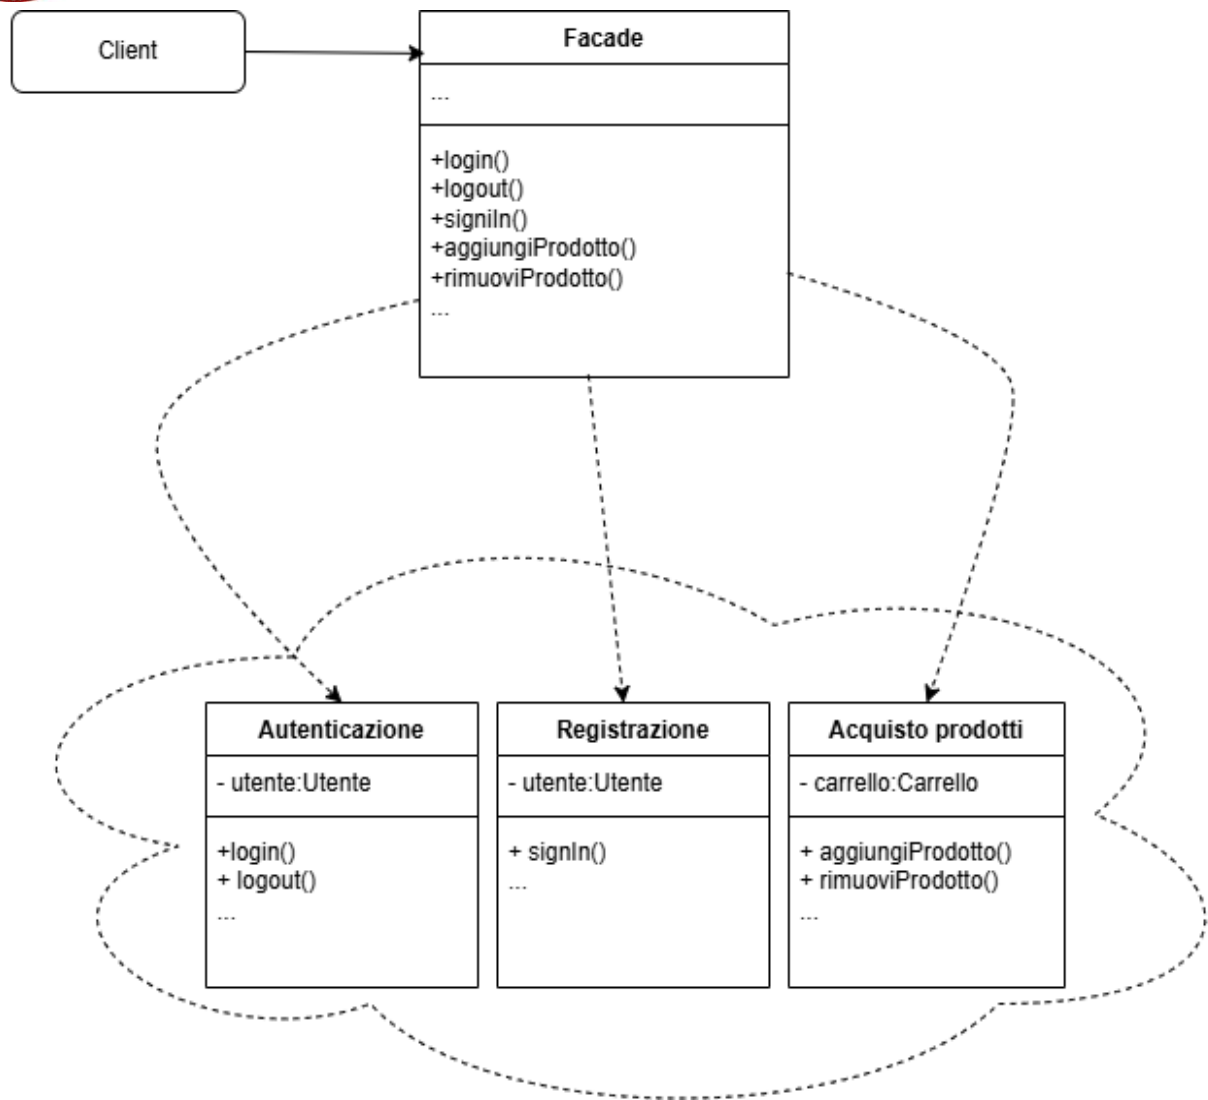 Client
Facade
...
+login()
+logout()
+signiIn()
+aggiungiProdotto()
+rimuoviProdotto()
...
Autenticazione
- utente:Utente
+login()
+ logout()
...
Registrazione
- utente:Utente
+ signIn()
...
Acquisto prodotti
- carrello:Carrello
+ aggiungiProdotto()
+ rimuoviProdotto()
...